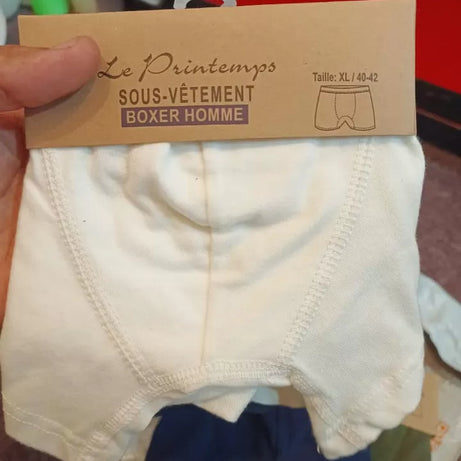 Le Printemps
Taille: XL / 40-42
SOUS-VÊTEMENT
BOXER HOMME